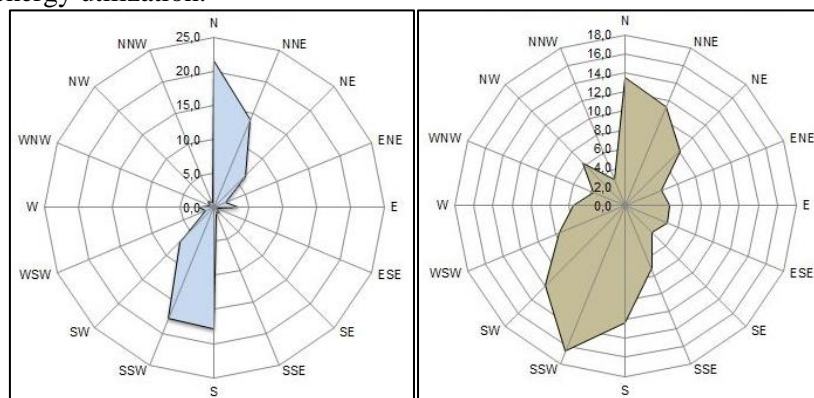 nergy utilization.
N
NNW
NNE
NW
NE
WNW
ENE
W
E
WSW
ESE
SW
SE
SSW
SSE
S
25,0
20,0
15,0
10,0
5,0
0,0
N
NNW
NNE
NW
NE
WNW
ENE
W
E
WSW
ESE
SW
SE
SSW
SSE
S
18,0
16,0
14,0
12,0
10,0
8,0
6,0
4,0
2,0
0,0